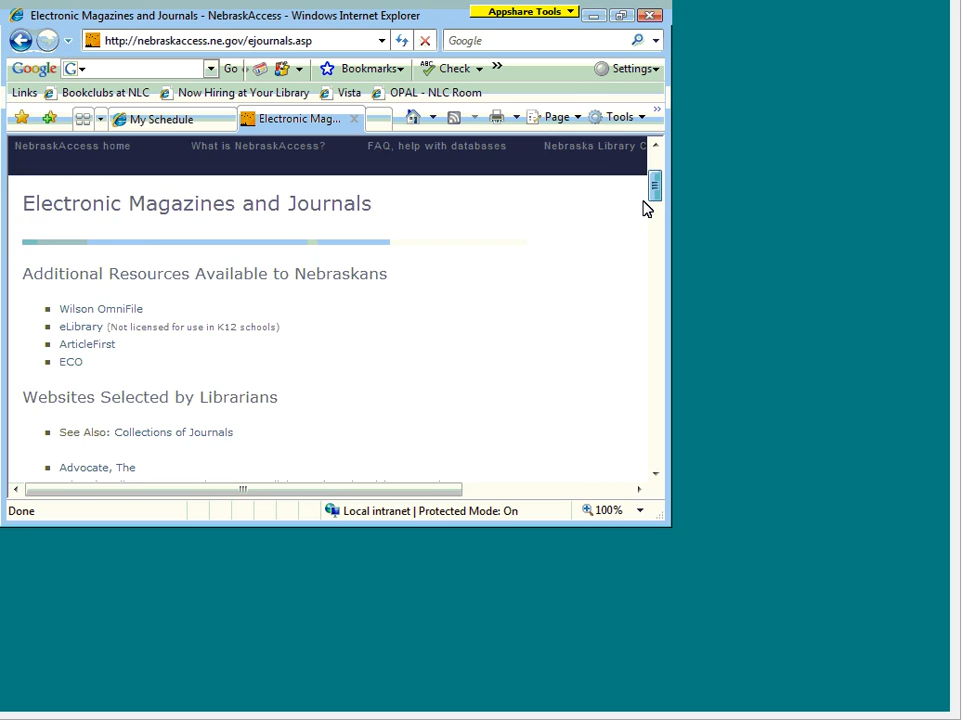 Electronic Magazines and Journals - NebraskAccess - Windows Internet Explorer
Appshare Tools
http://nebraskaccess.ne.gov/ejournals.asp
Google
Google
G
Go
Bookmarks
ABC
Check
Settings
Links
Bookclubs at NLC
Now Hiring at Your Library
Vista
OPAL - NLC Room
My Schedule
Electronic Mag...
Page
Tools
NebraskAccess home
What is NebraskAccess?
FAQ, help with databases
Nebraska Library C
Electronic Magazines and Journals
Additional Resources Available to Nebraskans
Wilson OmniFile
eLibrary (Not licensed for use in K12 schools)
ArticleFirst
ECO
Websites Selected by Librarians
See Also: Collections of Journals
Advocate, The
Done
Local intranet | Protected Mode: On
100%